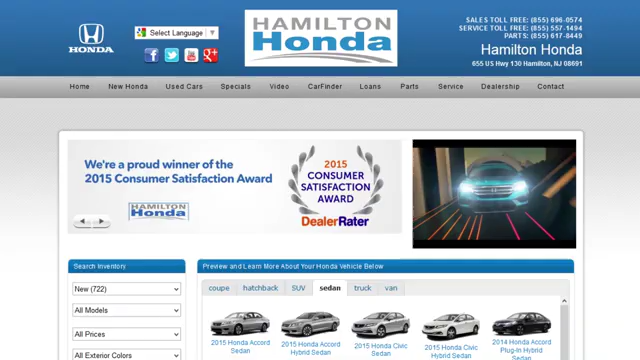 HONDA
Select Language ▼
HAMILTON
Honda
SALES TOLL FREE: (855) 696-0574
SERVICE TOLL FREE: (855) 557-1494
PARTS: (855) 617-8449
Hamilton Honda
655 US Hwy 130 Hamilton, NJ 08691
Home
New Honda
Used Cars
Specials
Video
CarFinder
Loans
Parts
Service
Dealership
Contact
We're a proud winner of the
2015 Consumer Satisfaction Award
HAMILTON
Honda
2015
CONSUMER
SATISFACTION
AWARD
DealerRater
Search Inventory
New (722)
All Models
All Prices
All Exterior Colors
Preview and Learn More About Your Honda Vehicle Below
coupe
hatchback
SUV
sedan
truck
van
2015 Honda Accord
Sedan
2015 Honda Accord
Hybrid Sedan
2015 Honda Civic
Sedan
2015 Honda Civic
Hybrid Sedan
2014 Honda Accord
Plug-In Hybrid
Sedan